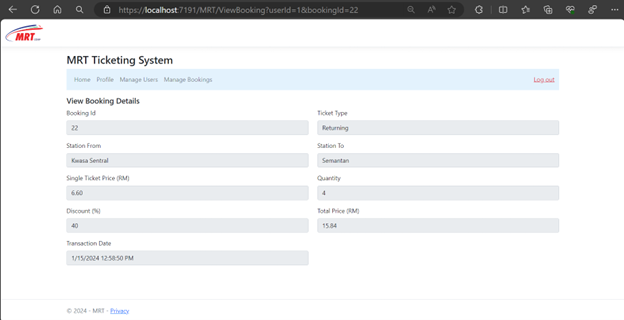 https://localhost:7191/MRT/ViewBooking?userId=1&bookingId=22
MRT.com
MRT Ticketing System
Home Profile Manage Users Manage Bookings Log out
View Booking Details
Booking Id Ticket Type
22 Returning
Station From Station To
Kwasa Sentral Semantan
Single Ticket Price (RM) Quantity
6.60 4
Discount (%) Total Price (RM)
40 15.84
Transaction Date
1/15/2024 12:58:50 PM
© 2024 - MRT - Privacy